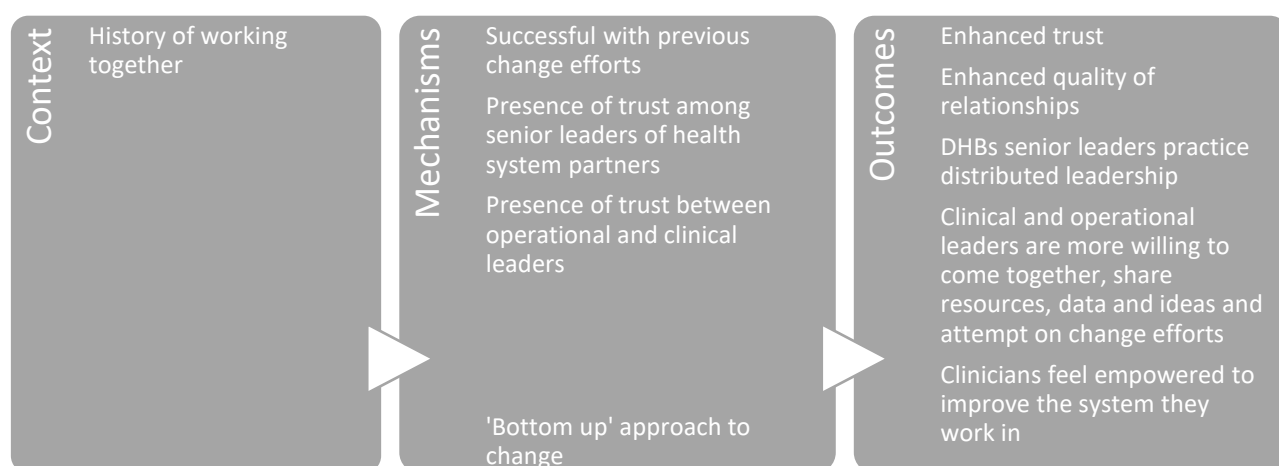 Context
History of working
together
Mechanisms
Successful with previous
change efforts
Presence of trust among
senior leaders of health
system partners
Presence of trust between
operational and clinical
leaders
'Bottom up' approach to
change
Outcomes
Enhanced trust
Enhanced quality of
relationships
DHBs senior leaders practice
distributed leadership
Clinical and operational
leaders are more willing to
come together, share
resources, data and ideas and
attempt on change efforts
Clinicians feel empowered to
improve the system they
work in